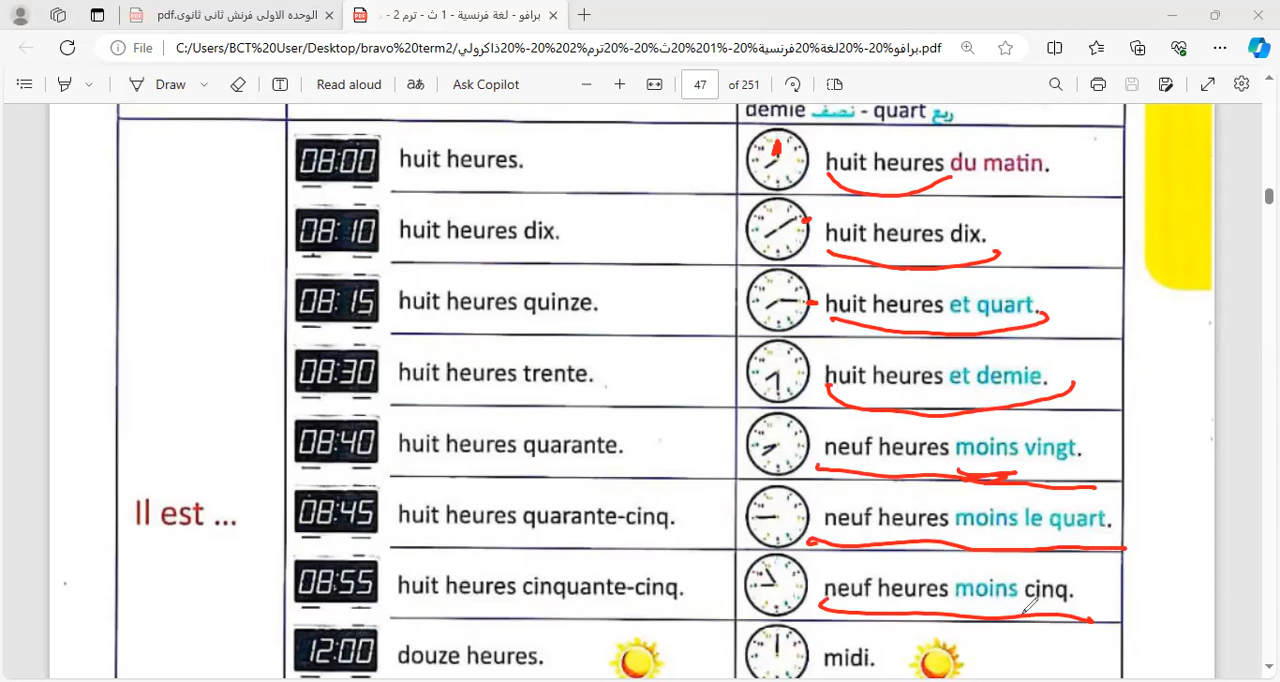 الوحده الاولى فرنش ثانى ثانوى.pdf
برافو - لغة فرنسية - 1 ث - ترم 2 -
File C:/Users/BCT%20User/Desktop/bravo%20term2/برافو%20-%20لغة%20فرنسية%20-%201%20ث%20-%20ترم%202%20-%20ذاكرولي.pdf
Draw Read aloud aあ Ask Copilot 47 of 251
demie نصف - quart ربع
08:00 huit heures. huit heures du matin.
08:10 huit heures dix. huit heures dix.
08:15 huit heures quinze. huit heures et quart.
08:30 huit heures trente. huit heures et demie.
08:40 huit heures quarante. neuf heures moins vingt.
Il est ...
08:45 huit heures quarante-cinq. neuf heures moins le quart.
08:55 huit heures cinquante-cinq. neuf heures moins cinq.
12:00 douze heures. midi.